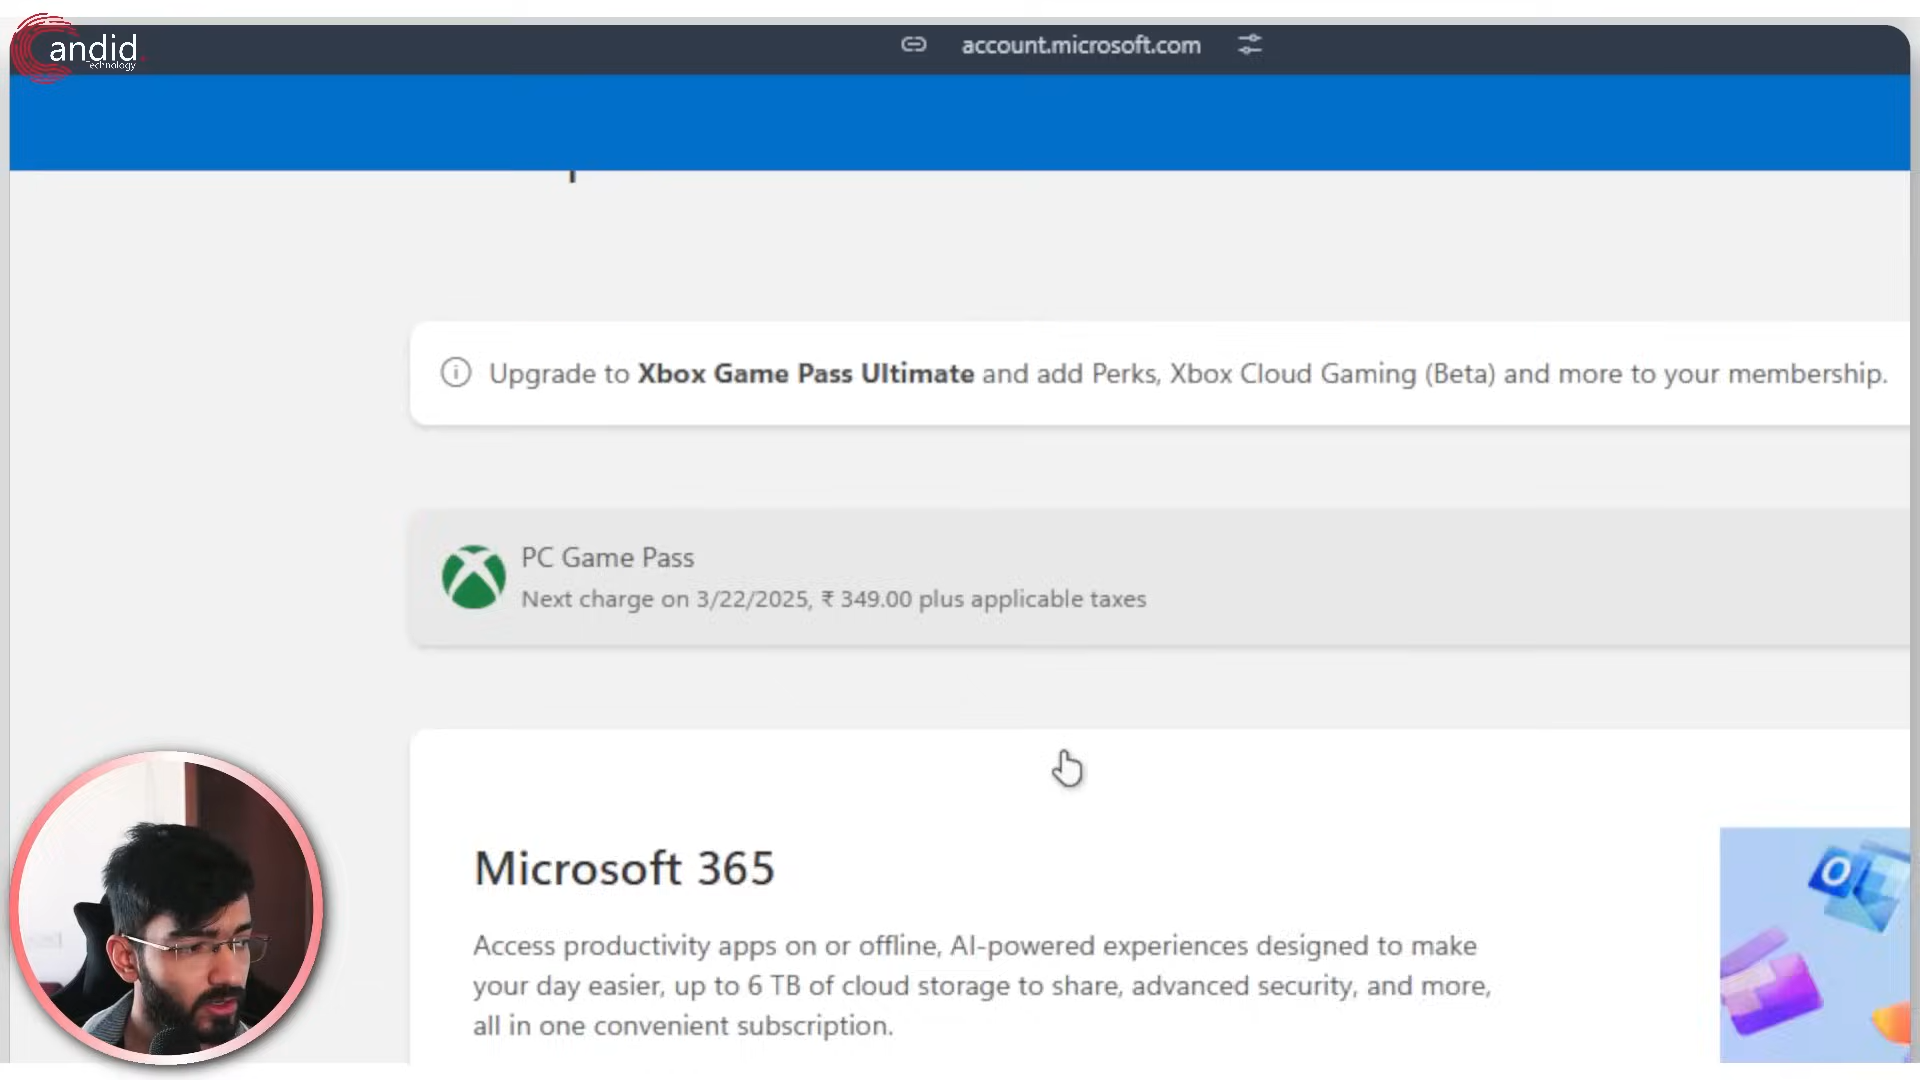 andid.
Technology
account.microsoft.com
Upgrade to Xbox Game Pass Ultimate and add Perks, Xbox Cloud Gaming (Beta) and more to your membership.
PC Game Pass
Next charge on 3/22/2025, ₹ 349.00 plus applicable taxes
Microsoft 365
Access productivity apps on or offline, AI-powered experiences designed to make
your day easier, up to 6 TB of cloud storage to share, advanced security, and more,
all in one convenient subscription.